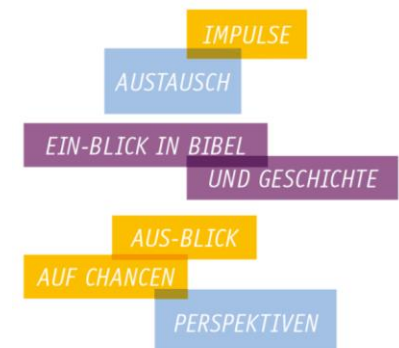 IMPULSE
AUSTAUSCH
EIN-BLICK IN BIBEL
UND GESCHICHTE
AUS-BLICK
AUF CHANCEN
PERSPEKTIVEN